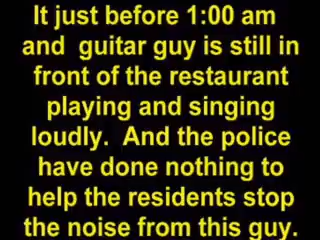 It just before 1:00 am
and guitar guy is still in
front of the restaurant
playing and singing
loudly. And the police
have done nothing to
help the residents stop
the noise from this guy.